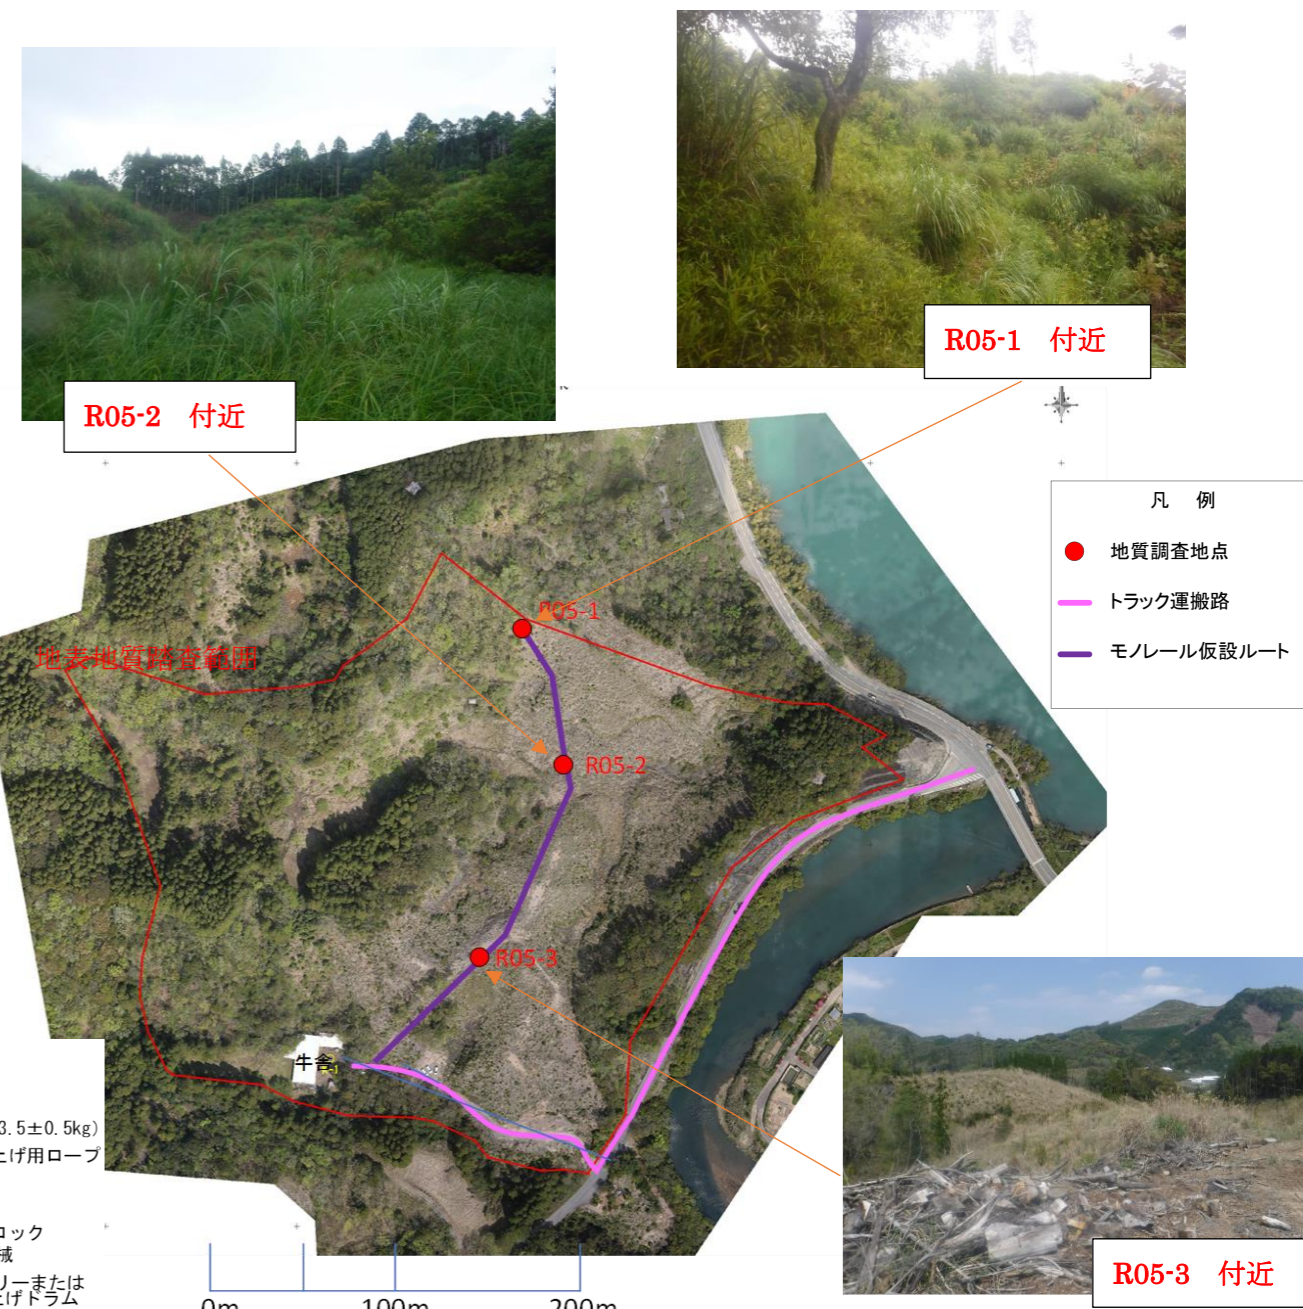 R05-1 付近
R05-2 付近
凡 例
地質調査地点
トラック運搬路
モノレール仮設ルート
R05-1
地表地質踏査範囲
R05-2
R05-3
牛舎
3.5±0.5kg)
上げ用ロープ
ロック
械
リーまたは
上げドラム
0m 100m 200m
R05-3 付近